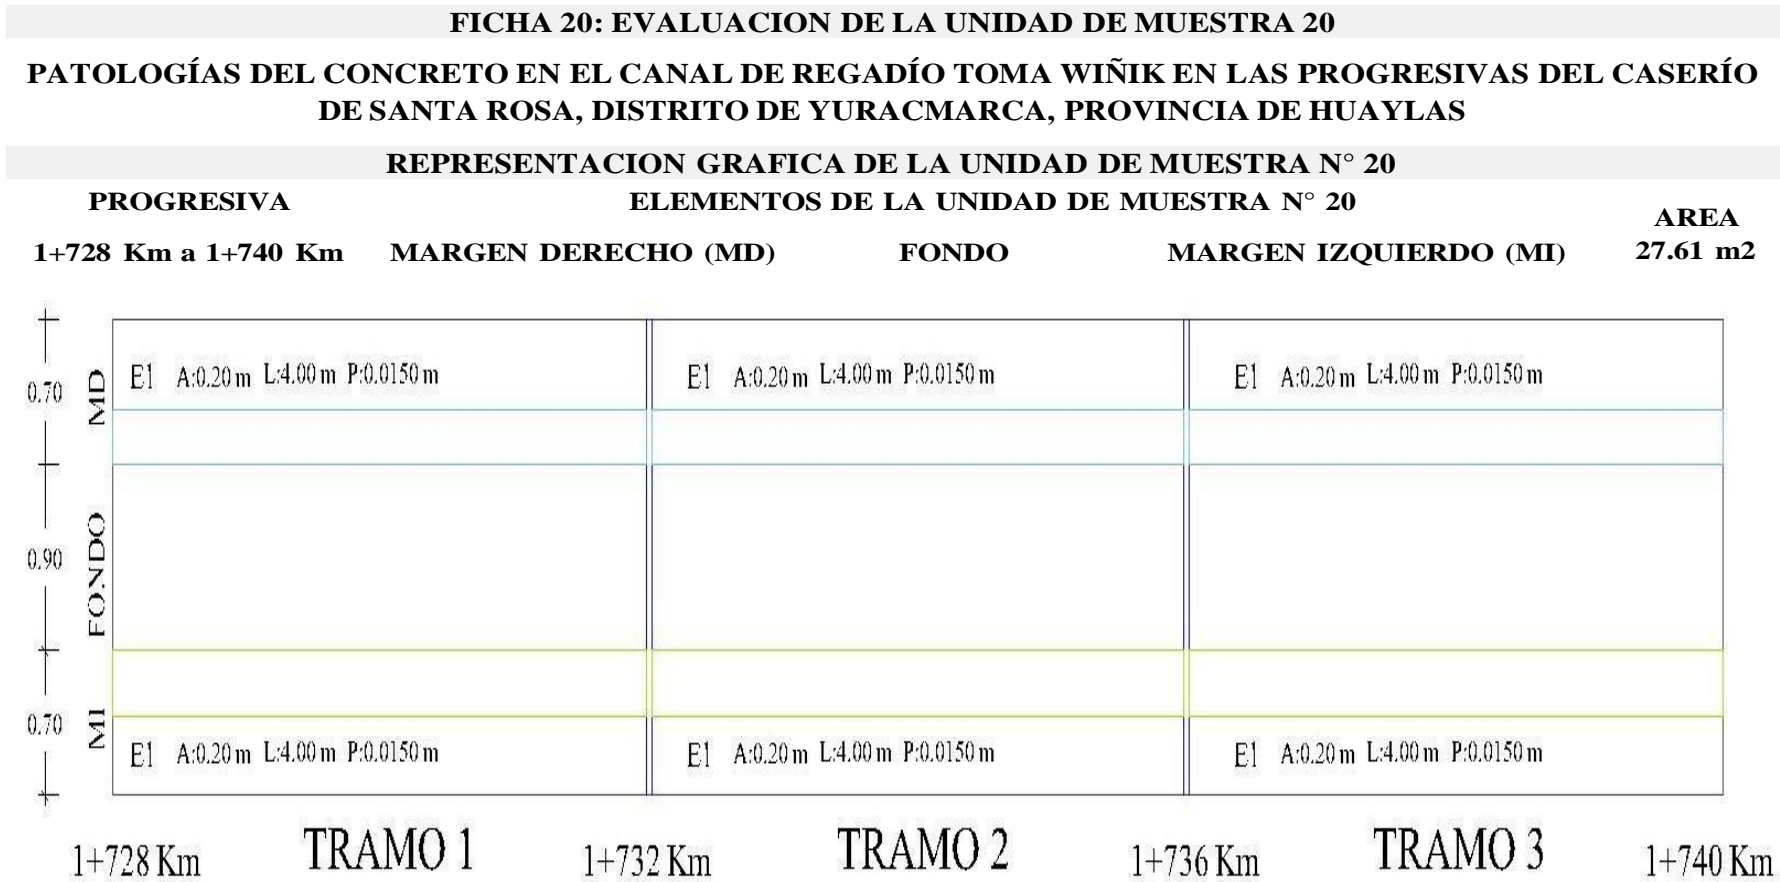 FICHA 20: EVALUACION DE LA UNIDAD DE MUESTRA 20
PATOLOGÍAS DEL CONCRETO EN EL CANAL DE REGADÍO TOMA WIÑIK EN LAS PROGRESIVAS DEL CASERÍO
DE SANTA ROSA, DISTRITO DE YURACMARCA, PROVINCIA DE HUAYLAS
REPRESENTACION GRAFICA DE LA UNIDAD DE MUESTRA N° 20
PROGRESIVA ELEMENTOS DE LA UNIDAD DE MUESTRA N° 20 AREA
1+728 Km a 1+740 Km MARGEN DERECHO (MD) FONDO MARGEN IZQUIERDO (MI) 27.61 m2
0.70 MD E1 A:0.20 m L:4.00 m P:0.0150 m E1 A:0.20 m L:4.00 m P:0.0150 m E1 A:0.20 m L:4.00 m P:0.0150 m
0.90 FONDO
0.70 MI E1 A:0.20 m L:4.00 m P:0.0150 m E1 A:0.20 m L:4.00 m P:0.0150 m E1 A:0.20 m L:4.00 m P:0.0150 m
1+728 Km TRAMO 1 1+732 Km TRAMO 2 1+736 Km TRAMO 3 1+740 Km